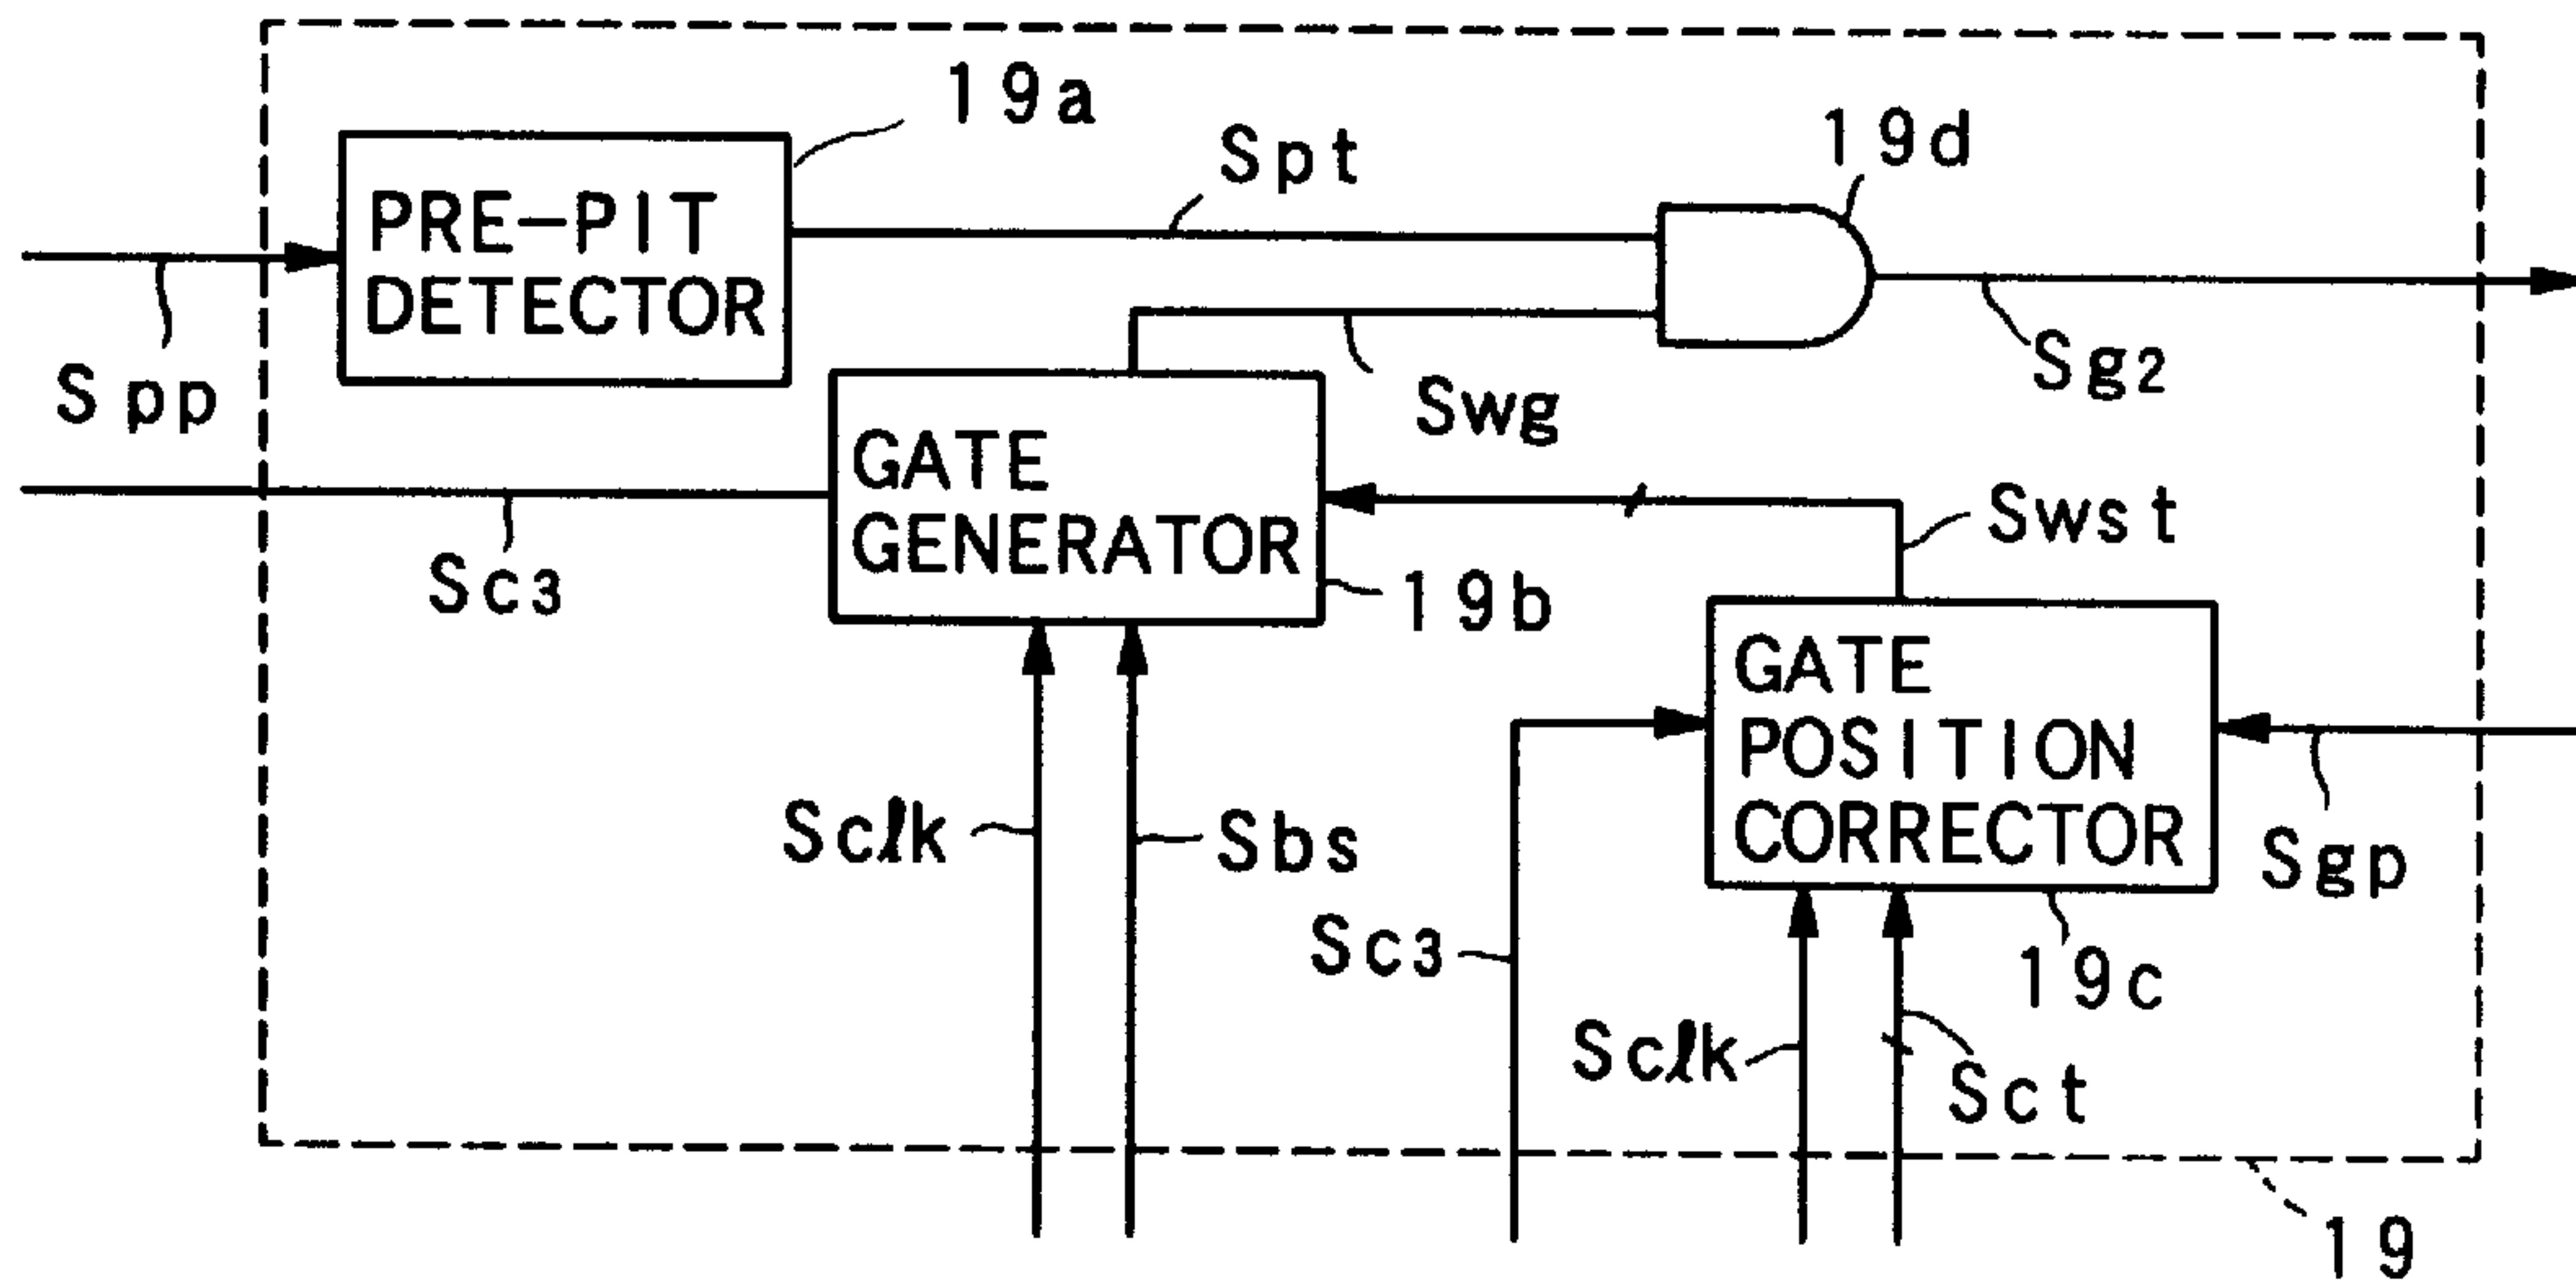 19a
19d
Spt
PRE-PIT
DETECTOR
Spp
Swg
Sg2
GATE
GENERATOR
Swst
Sc3
19b
GATE
POSITION
CORRECTOR
Sclk
Sbs
Sgp
Sc3
19c
Sclk
Sct
19